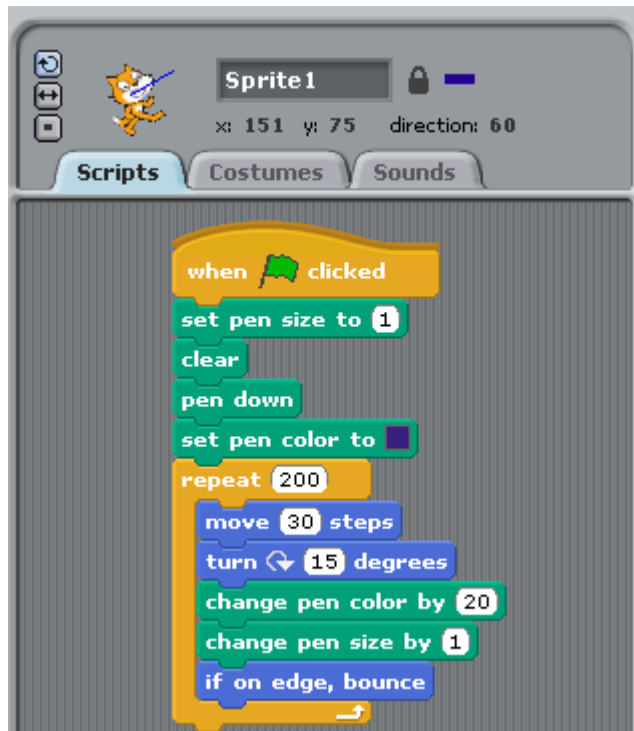 Sprite1
x: 151 y: 75 direction: 60
Scripts Costumes Sounds
when clicked
set pen size to 1
clear
pen down
set pen color to
repeat 200
move 30 steps
turn 15 degrees
change pen color by 20
change pen size by 1
if on edge, bounce